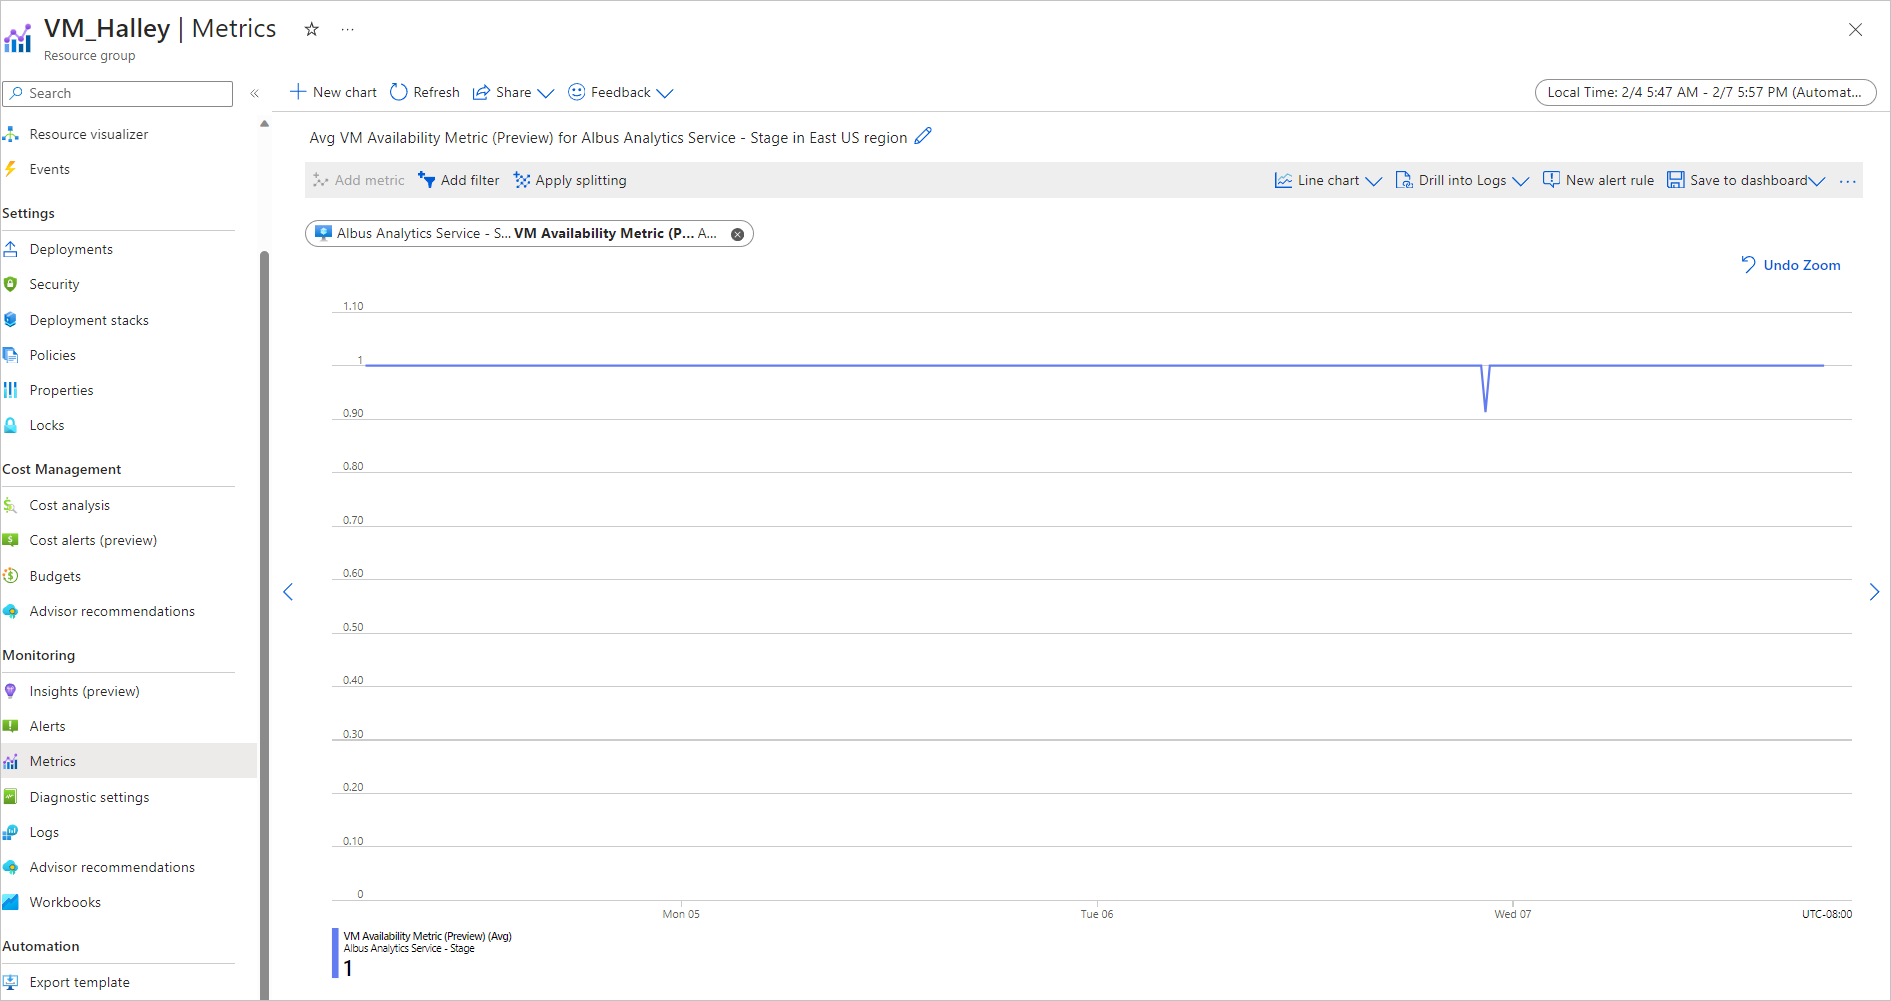 VM_Halley | Metrics
Resource group
Search
Resource visualizer
Events
Settings
Deployments
Security
Deployment stacks
Policies
Properties
Locks
Cost Management
Cost analysis
Cost alerts (preview)
Budgets
Advisor recommendations
Monitoring
Insights (preview)
Alerts
Metrics
Diagnostic settings
Logs
Advisor recommendations
Workbooks
Automation
Export template
New chart Refresh Share Feedback Local Time: 2/4 5:47 AM - 2/7 5:57 PM (Automat...
Avg VM Availability Metric (Preview) for Albus Analytics Service - Stage in East US region
Add metric Add filter Apply splitting Line chart Drill into Logs New alert rule Save to dashboard ...
Albus Analytics Service - S... VM Availability Metric (P... A...
Undo Zoom
1.10
1
0.90
0.80
0.70
0.60
0.50
0.40
0.30
0.20
0.10
0
Mon 05 Tue 06 Wed 07 UTC-08:00
VM Availability Metric (Preview) (Avg)
Albus Analytics Service - Stage
1